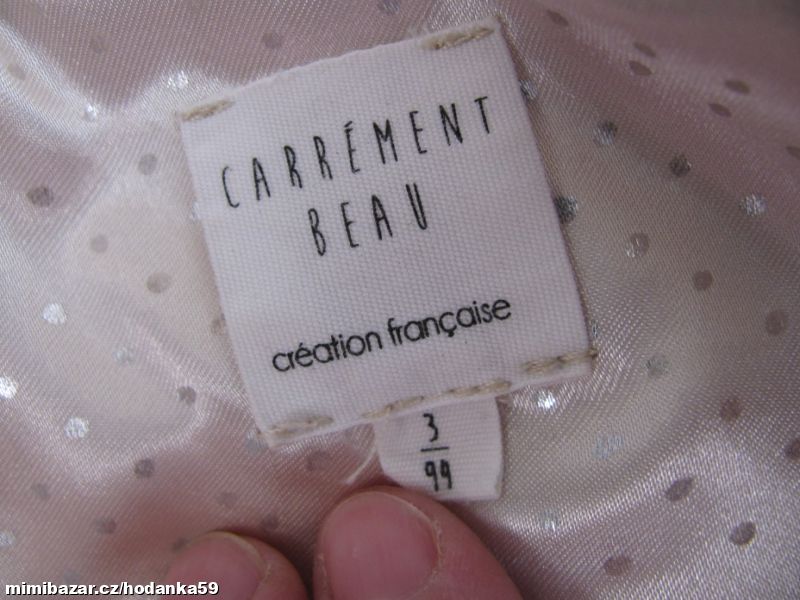 CARRÉMENT
BEAU
création française
3
99
mimibazar.cz/hodanka59